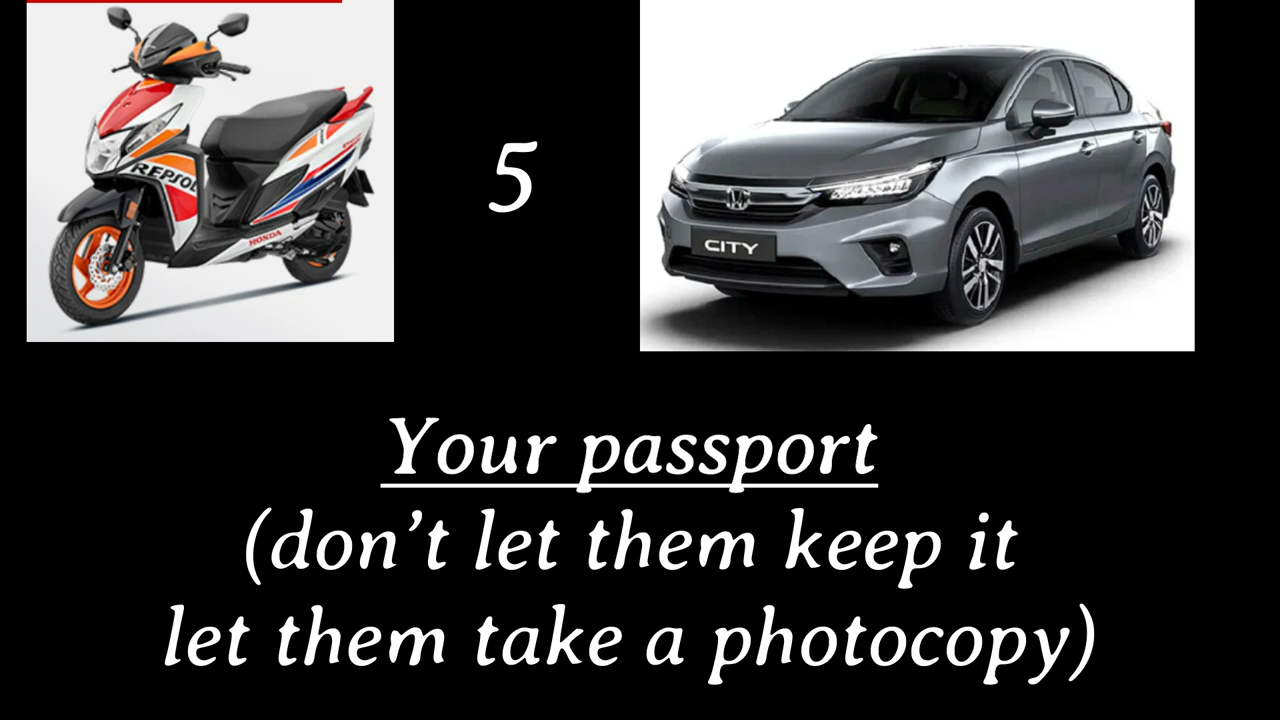 REPSOL
HONDA
5
CITY
Your passport
(don't let them keep it
let them take a photocopy)